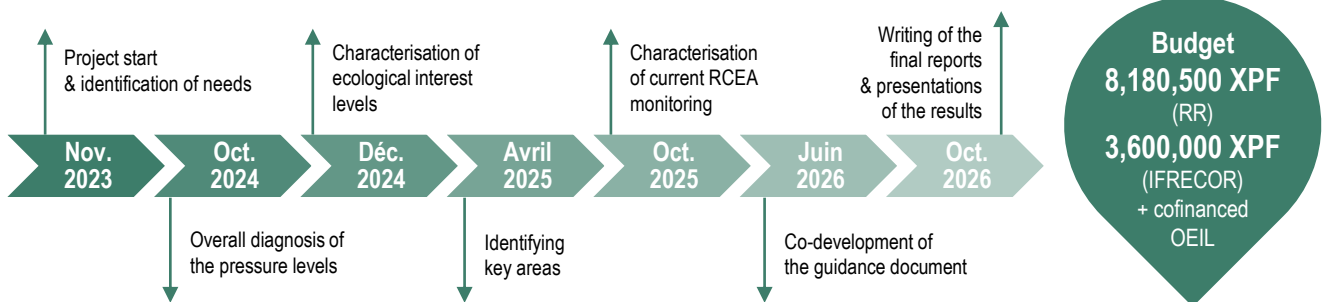 Project start
& identification of needs
Characterisation of
ecological interest
levels
Characterisation
of current RCEA
monitoring
Writing of the
final reports
& presentations
of the results
Nov.
2023
Oct.
2024
Déc.
2024
Avril
2025
Oct.
2025
Juin
2026
Oct.
2026
Overall diagnosis of
the pressure levels
Identifying
key areas
Co-development of
the guidance document
Budget
8,180,500 XPF
(RR)
3,600,000 XPF
(IFRECOR)
+ cofinanced
OEIL